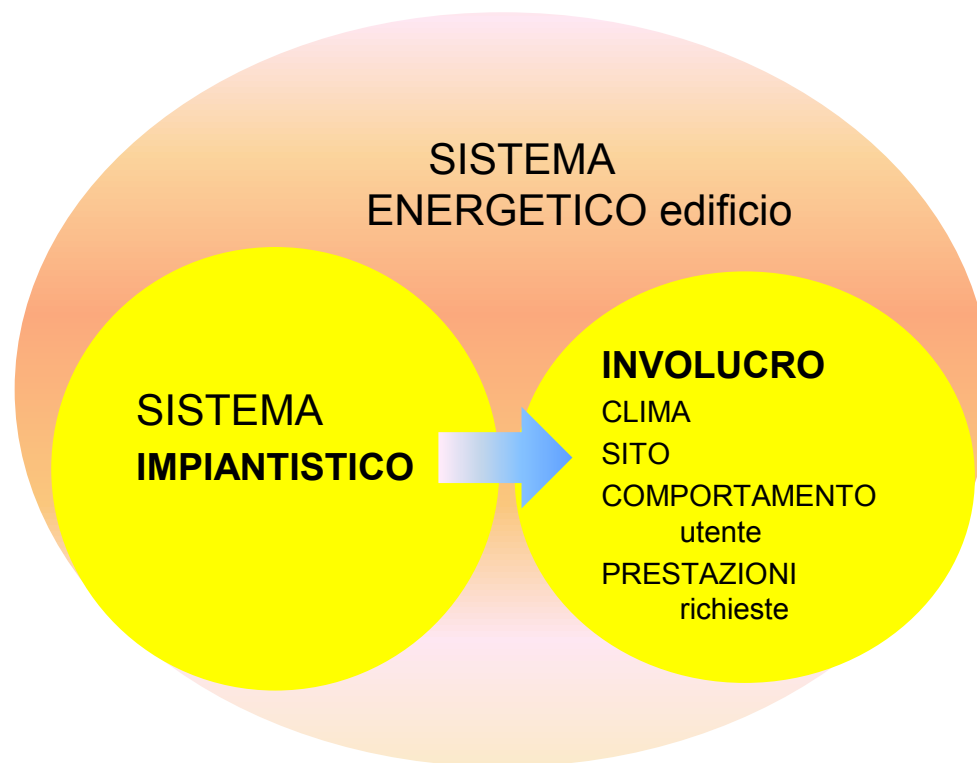 SISTEMA
ENERGETICO edificio
SISTEMA
IMPIANTISTICO
INVOLUCRO
CLIMA
SITO
COMPORTAMENTO
utente
PRESTAZIONI
richieste